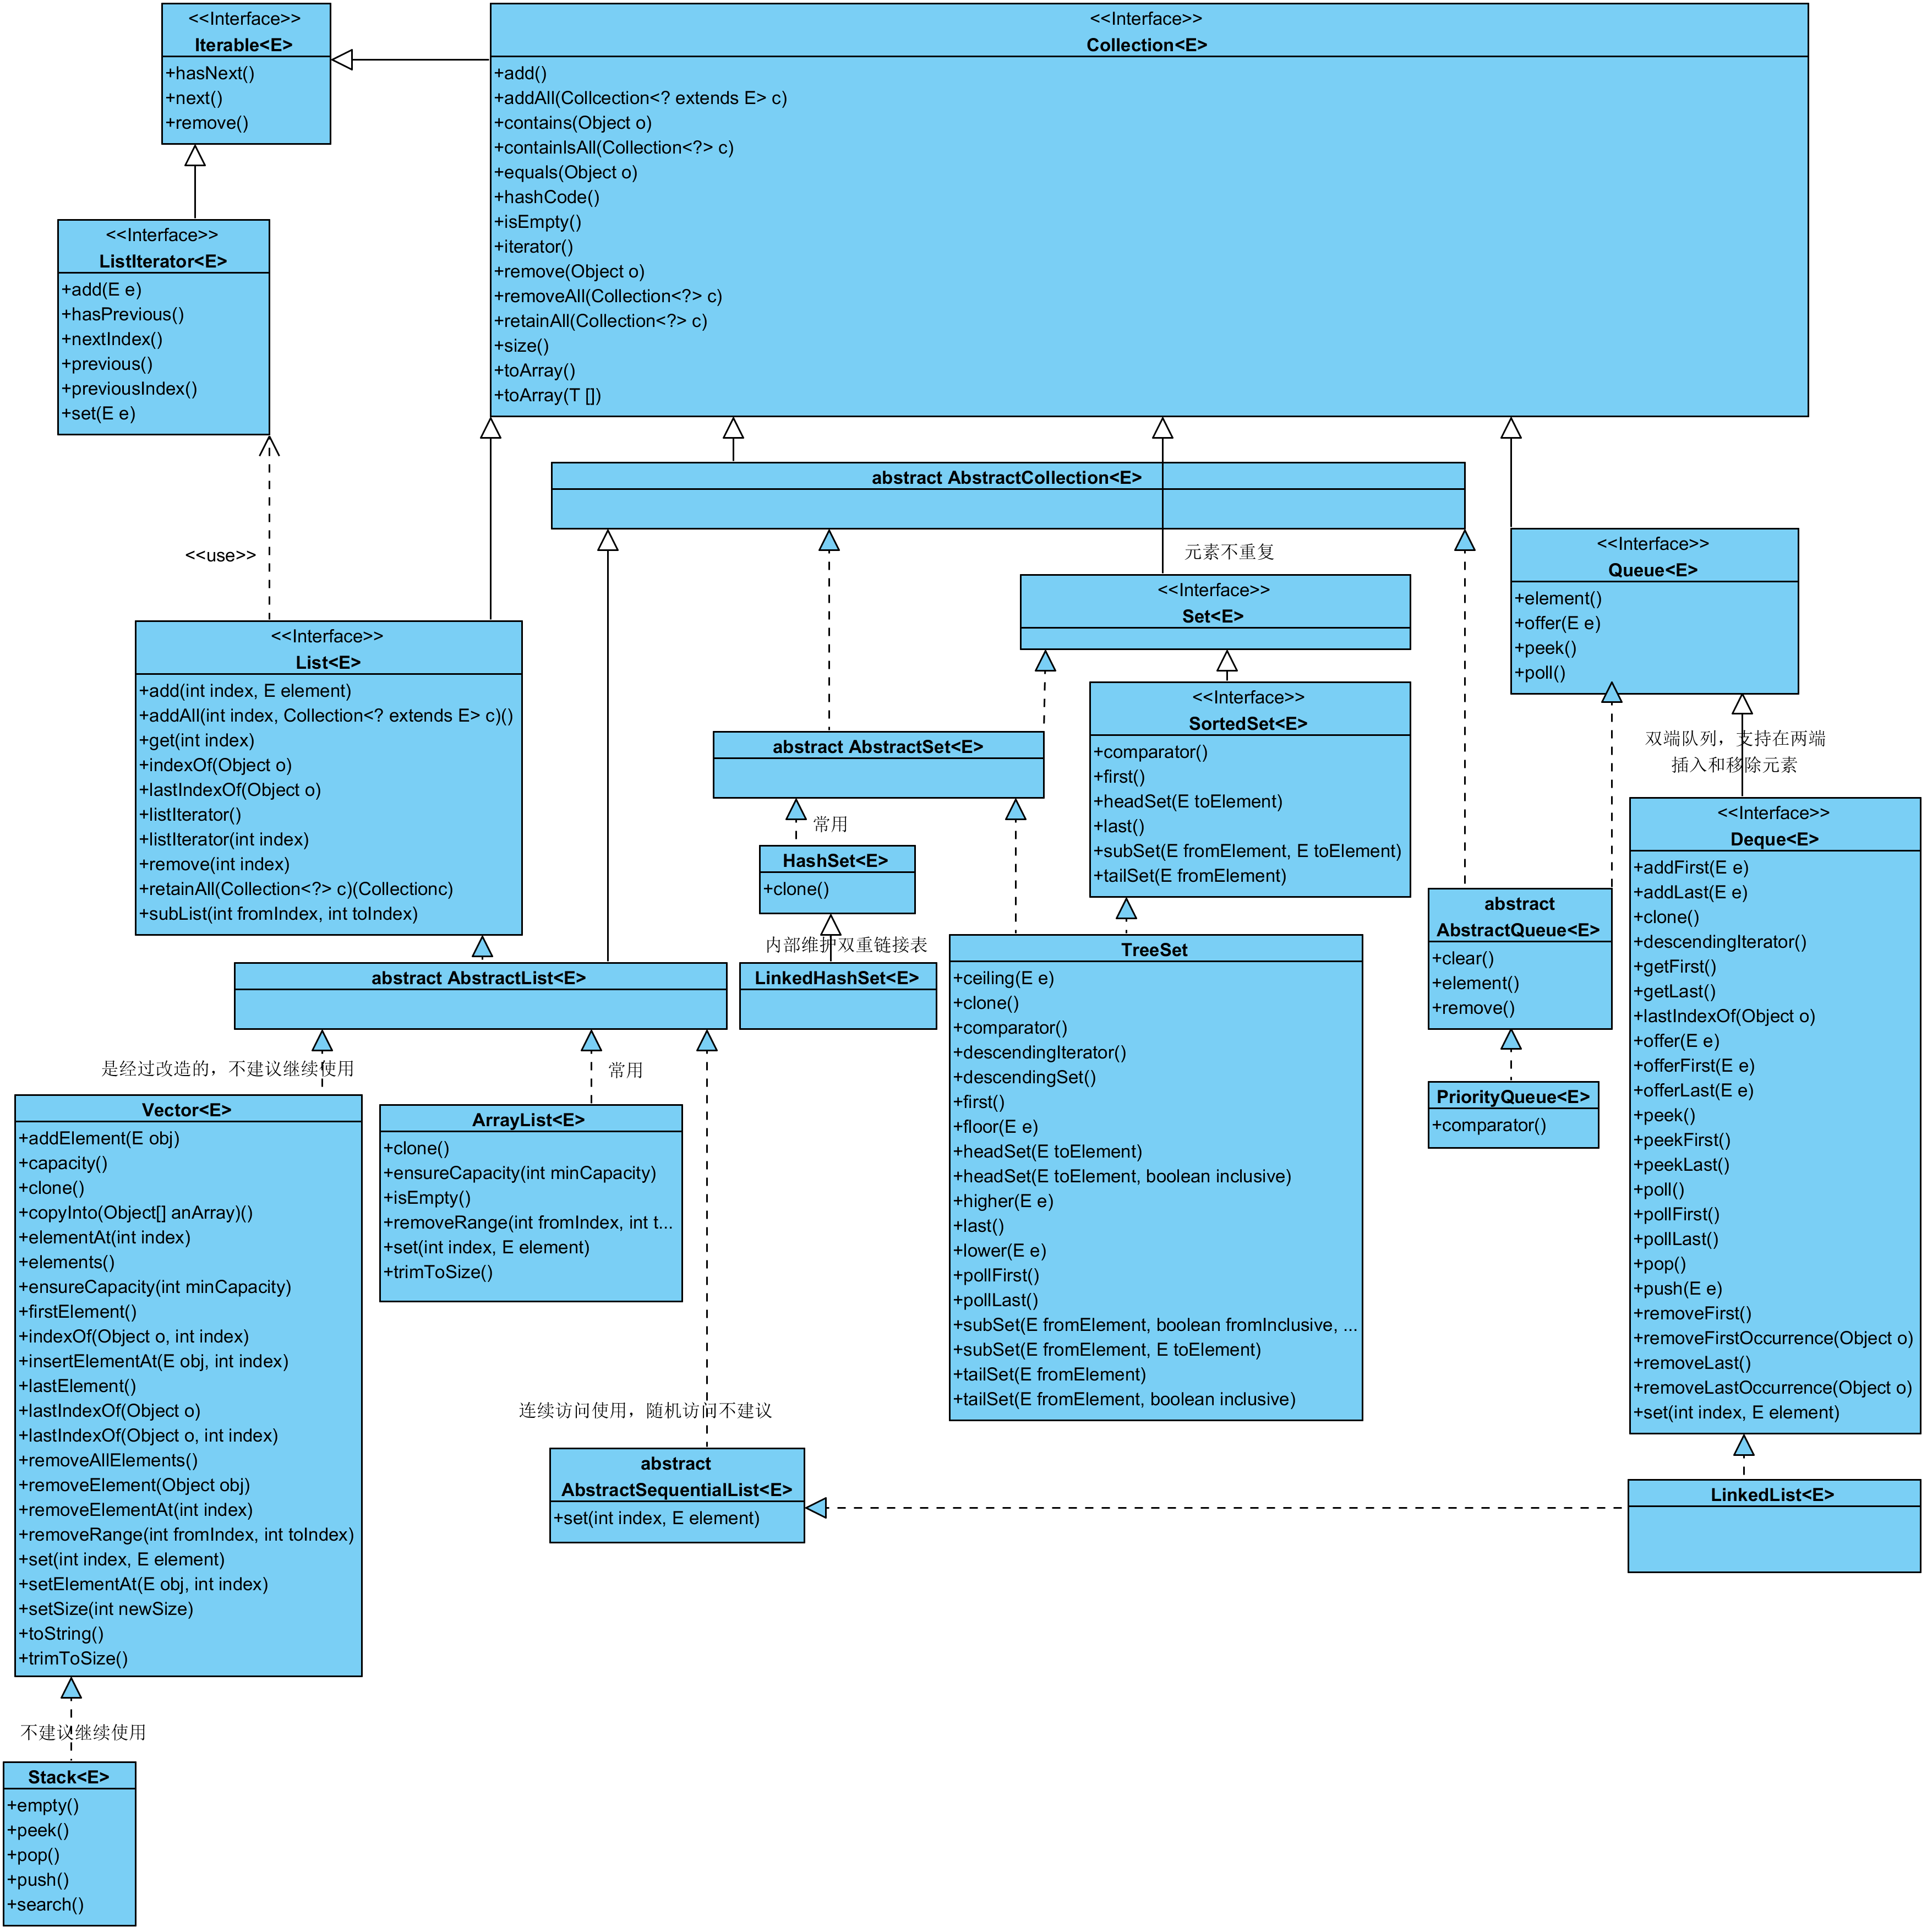 <<Interface>>
Iterable<E>
+hasNext()
+next()
+remove()
<<Interface>>
Collection<E>
+add()
+addAll(Collcection<? extends E> c)
+contains(Object o)
+containIsAll(Collection<?> c)
+equals(Object o)
+hashCode()
+isEmpty()
+iterator()
+remove(Object o)
+removeAll(Collection<?> c)
+retainAll(Collection<?> c)
+size()
+toArray()
+toArray(T [])
<<Interface>>
ListIterator<E>
+add(E e)
+hasPrevious()
+nextIndex()
+previous()
+previousIndex()
+set(E e)
<<use>>
abstract AbstractCollection<E>
元素不重复
<<Interface>>
Set<E>
<<Interface>>
Queue<E>
+element()
+offer(E e)
+peek()
+poll()
<<Interface>>
List<E>
+add(int index, E element)
+addAll(int index, Collection<? extends E> c)()
+get(int index)
+indexOf(Object o)
+lastIndexOf(Object o)
+listIterator()
+listIterator(int index)
+remove(int index)
+retainAll(Collection<?> c)(Collectionc)
+subList(int fromIndex, int toIndex)
abstract AbstractSet<E>
<<Interface>>
SortedSet<E>
+comparator()
+first()
+headSet(E toElement)
+last()
+subSet(E fromElement, E toElement)
+tailSet(E fromElement)
双端队列，支持在两端
插入和移除元素
常用
HashSet<E>
+clone()
内部维护双重链接表
LinkedHashSet<E>
abstract AbstractList<E>
<<Interface>>
Deque<E>
+addFirst(E e)
+addLast(E e)
+clone()
+descendingIterator()
+getFirst()
+getLast()
+lastIndexOf(Object o)
+offer(E e)
+offerFirst(E e)
+offerLast(E e)
+peek()
+peekFirst()
+peekLast()
+poll()
+pollFirst()
+pollLast()
+pop()
+push(E e)
+removeFirst()
+removeFirstOccurrence(Object o)
+removeLast()
+removeLastOccurrence(Object o)
+set(int index, E element)
abstract
AbstractQueue<E>
+clear()
+element()
+remove()
PriorityQueue<E>
+comparator()
TreeSet
+ceiling(E e)
+clone()
+comparator()
+descendingIterator()
+descendingSet()
+first()
+floor(E e)
+headSet(E toElement)
+headSet(E toElement, boolean inclusive)
+higher(E e)
+last()
+lower(E e)
+pollFirst()
+pollLast()
+subSet(E fromElement, boolean fromInclusive, ...
+subSet(E fromElement, E toElement)
+tailSet(E fromElement)
+tailSet(E fromElement, boolean inclusive)
是经过改造的，不建议继续使用
常用
Vector<E>
+addElement(E obj)
+capacity()
+clone()
+copyInto(Object[] anArray)()
+elementAt(int index)
+elements()
+ensureCapacity(int minCapacity)
+firstElement()
+indexOf(Object o, int index)
+insertElementAt(E obj, int index)
+lastElement()
+lastIndexOf(Object o)
+lastIndexOf(Object o, int index)
+removeAllElements()
+removeElement(Object obj)
+removeElementAt(int index)
+removeRange(int fromIndex, int toIndex)
+set(int index, E element)
+setElementAt(E obj, int index)
+setSize(int newSize)
+toString()
+trimToSize()
ArrayList<E>
+clone()
+ensureCapacity(int minCapacity)
+isEmpty()
+removeRange(int fromIndex, int t...
+set(int index, E element)
+trimToSize()
连续访问使用，随机访问不建议
abstract
AbstractSequentialList<E>
+set(int index, E element)
LinkedList<E>
不建议继续使用
Stack<E>
+empty()
+peek()
+pop()
+push()
+search()